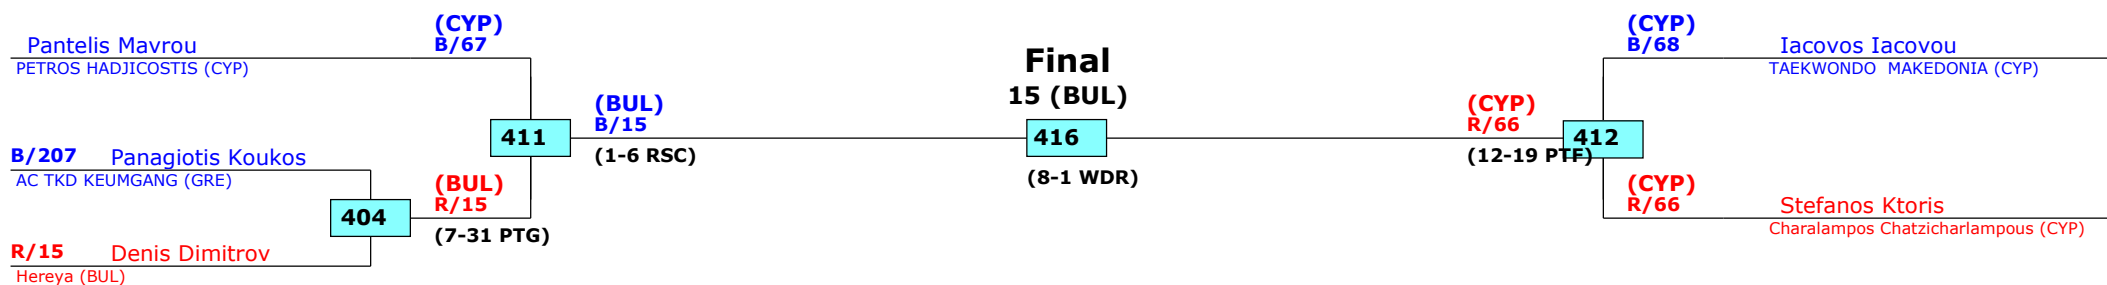 (CYP)
B/67
Pantelis Mavrou
PETROS HADJICOSTIS (CYP)
B/207 Panagiotis Koukos
AC TKD KEUMGANG (GRE)
404
R/15 Denis Dimitrov
Hereya (BUL)
411
(BUL)
R/15
(7-31 PTG)
(BUL)
B/15
(1-6 RSC)
Final
15 (BUL)
416
(8-1 WDR)
(CYP)
R/66
(12-19 PTF)
412
(CYP)
B/68
Iacovos Iacovou
TAEKWONDO MAKEDONIA (CYP)
(CYP)
R/66
Stefanos Ktoris
Charalampos Chatzicharlampous (CYP)